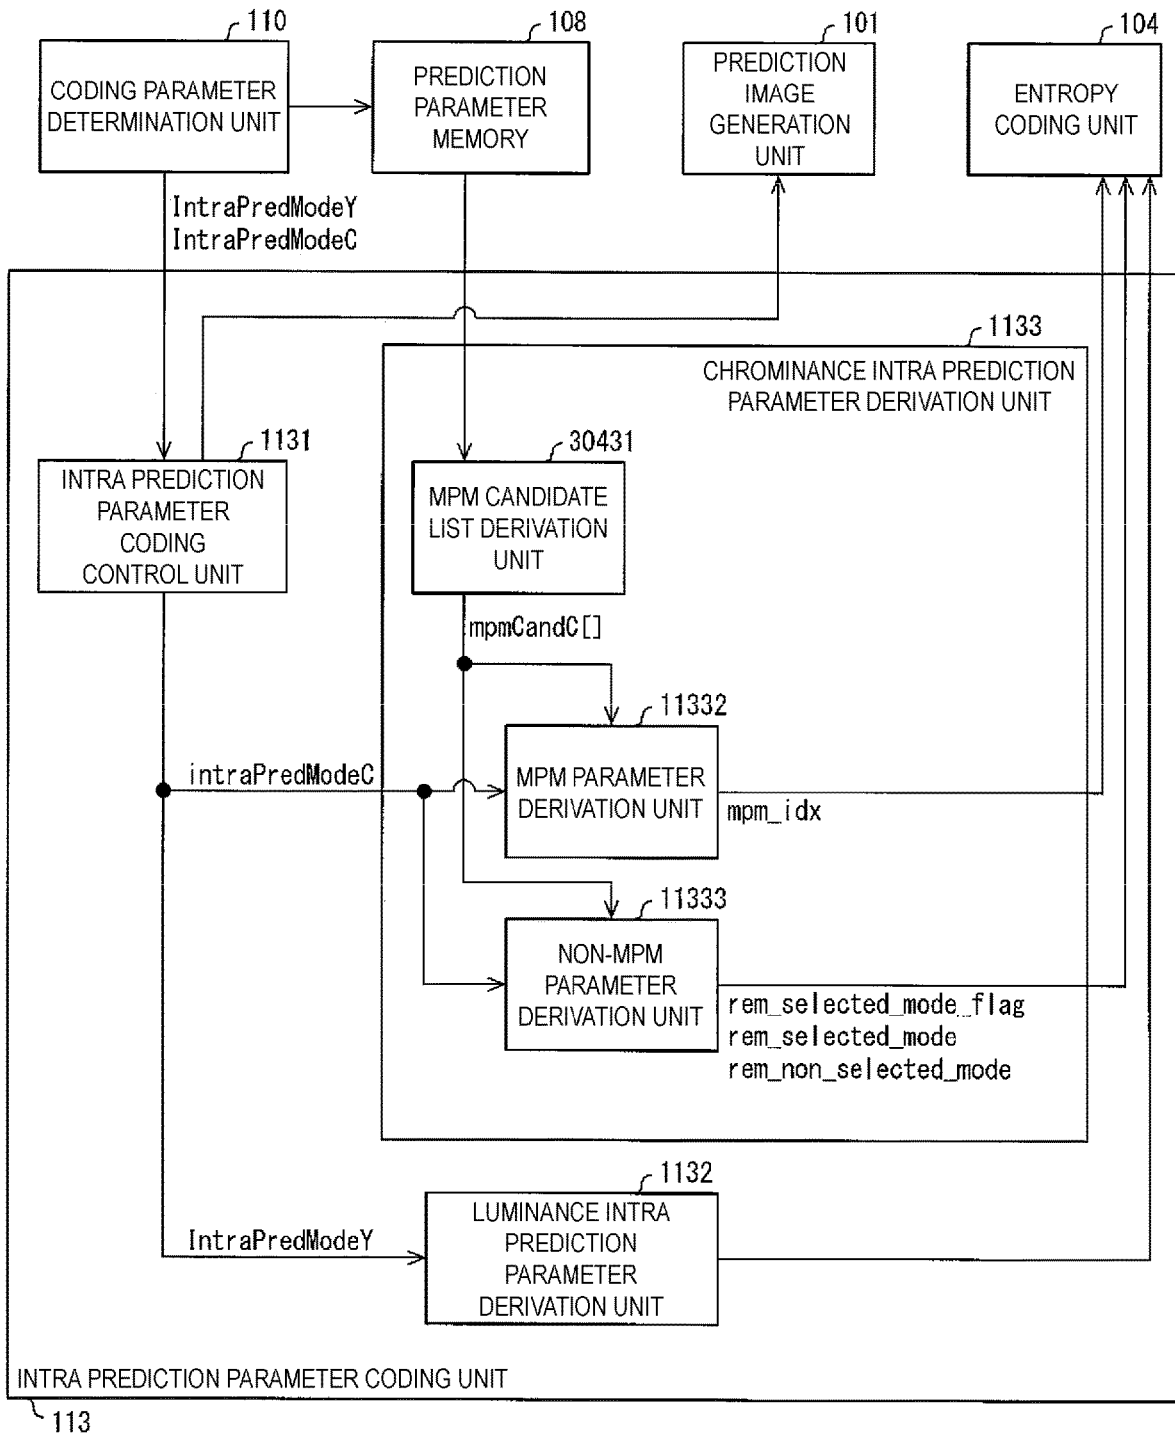 110
108
101
104
CODING PARAMETER
DETERMINATION UNIT
PREDICTION
PARAMETER
MEMORY
PREDICTION
IMAGE
GENERATION
UNIT
ENTROPY
CODING UNIT
IntraPredModeY
IntraPredModeC
1133
CHROMINANCE INTRA PREDICTION
PARAMETER DERIVATION UNIT
1131
INTRA PREDICTION
PARAMETER
CODING
CONTROL UNIT
30431
MPM CANDIDATE
LIST DERIVATION
UNIT
mpmCandC[]
11332
intraPredModeC
MPM PARAMETER
DERIVATION UNIT
mpm_idx
11333
NON-MPM
PARAMETER
DERIVATION UNIT
rem_selected_mode_flag
rem_selected_mode
rem_non_selected_mode
1132
IntraPredModeY
LUMINANCE INTRA
PREDICTION
PARAMETER
DERIVATION UNIT
INTRA PREDICTION PARAMETER CODING UNIT
113